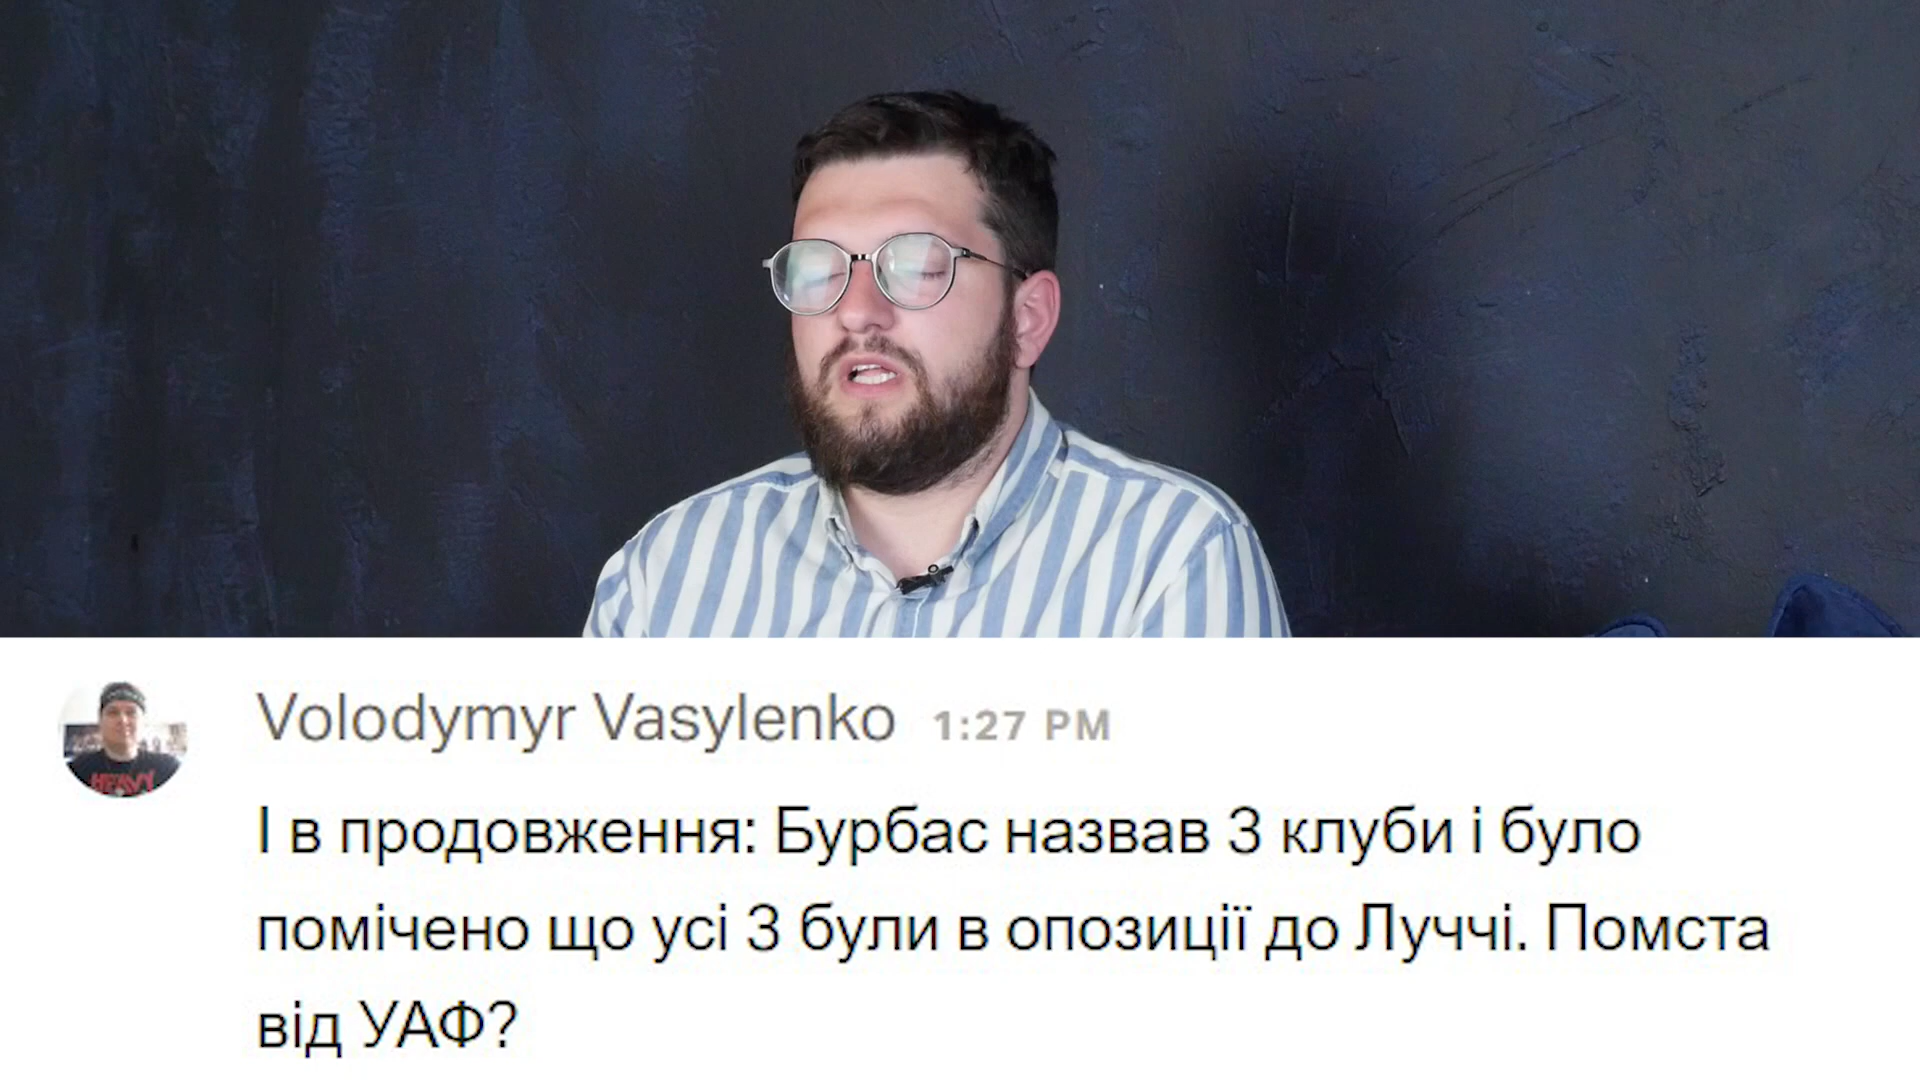 Volodymyr Vasylenko 1:27 PM
HEAVY
І в продовження: Бурбас назвав 3 клуби і було
помічено що усі 3 були в опозиції до Луччі. Помста
від УАФ?